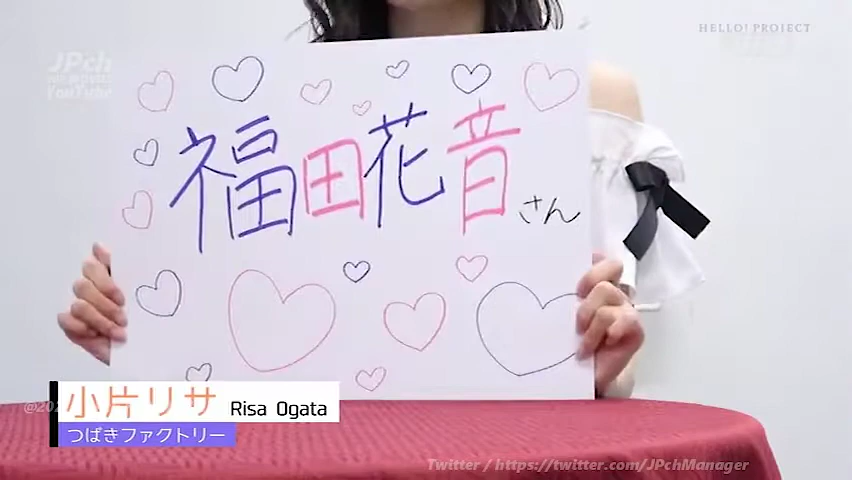 HELLO! PROJECT
JPch
YouTube
福田花音
さん
小片リサ Risa Ogata
つばきファクトリー
Twitter / https://twitter.com/JPchManager